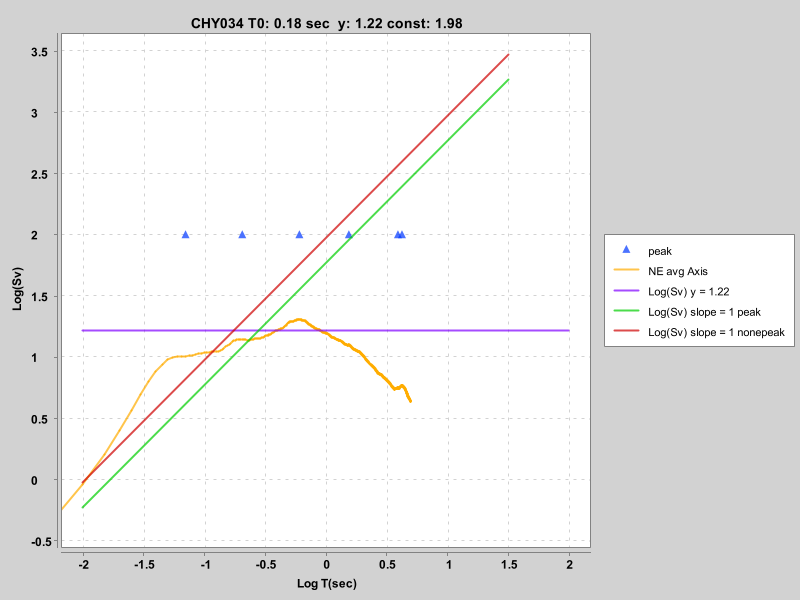 CHY034 T0: 0.18 sec  y: 1.22 const: 1.98
Log(Sv)
3.5
3
2.5
2
1.5
1
0.5
0
-0.5
-2 -1.5 -1 -0.5 0 0.5 1 1.5 2
Log T(sec)
peak
NE avg Axis
Log(Sv) y = 1.22
Log(Sv) slope = 1 peak
Log(Sv) slope = 1 nonepeak